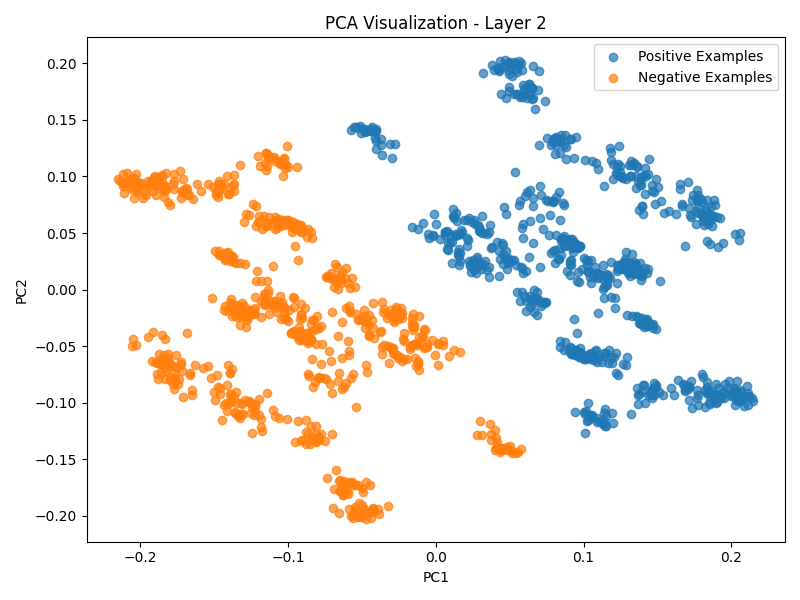 PCA Visualization - Layer 2
Positive Examples
Negative Examples
PC2
0.20
0.15
0.10
0.05
0.00
−0.05
−0.10
−0.15
−0.20
−0.2
−0.1
0.0
0.1
0.2
PC1